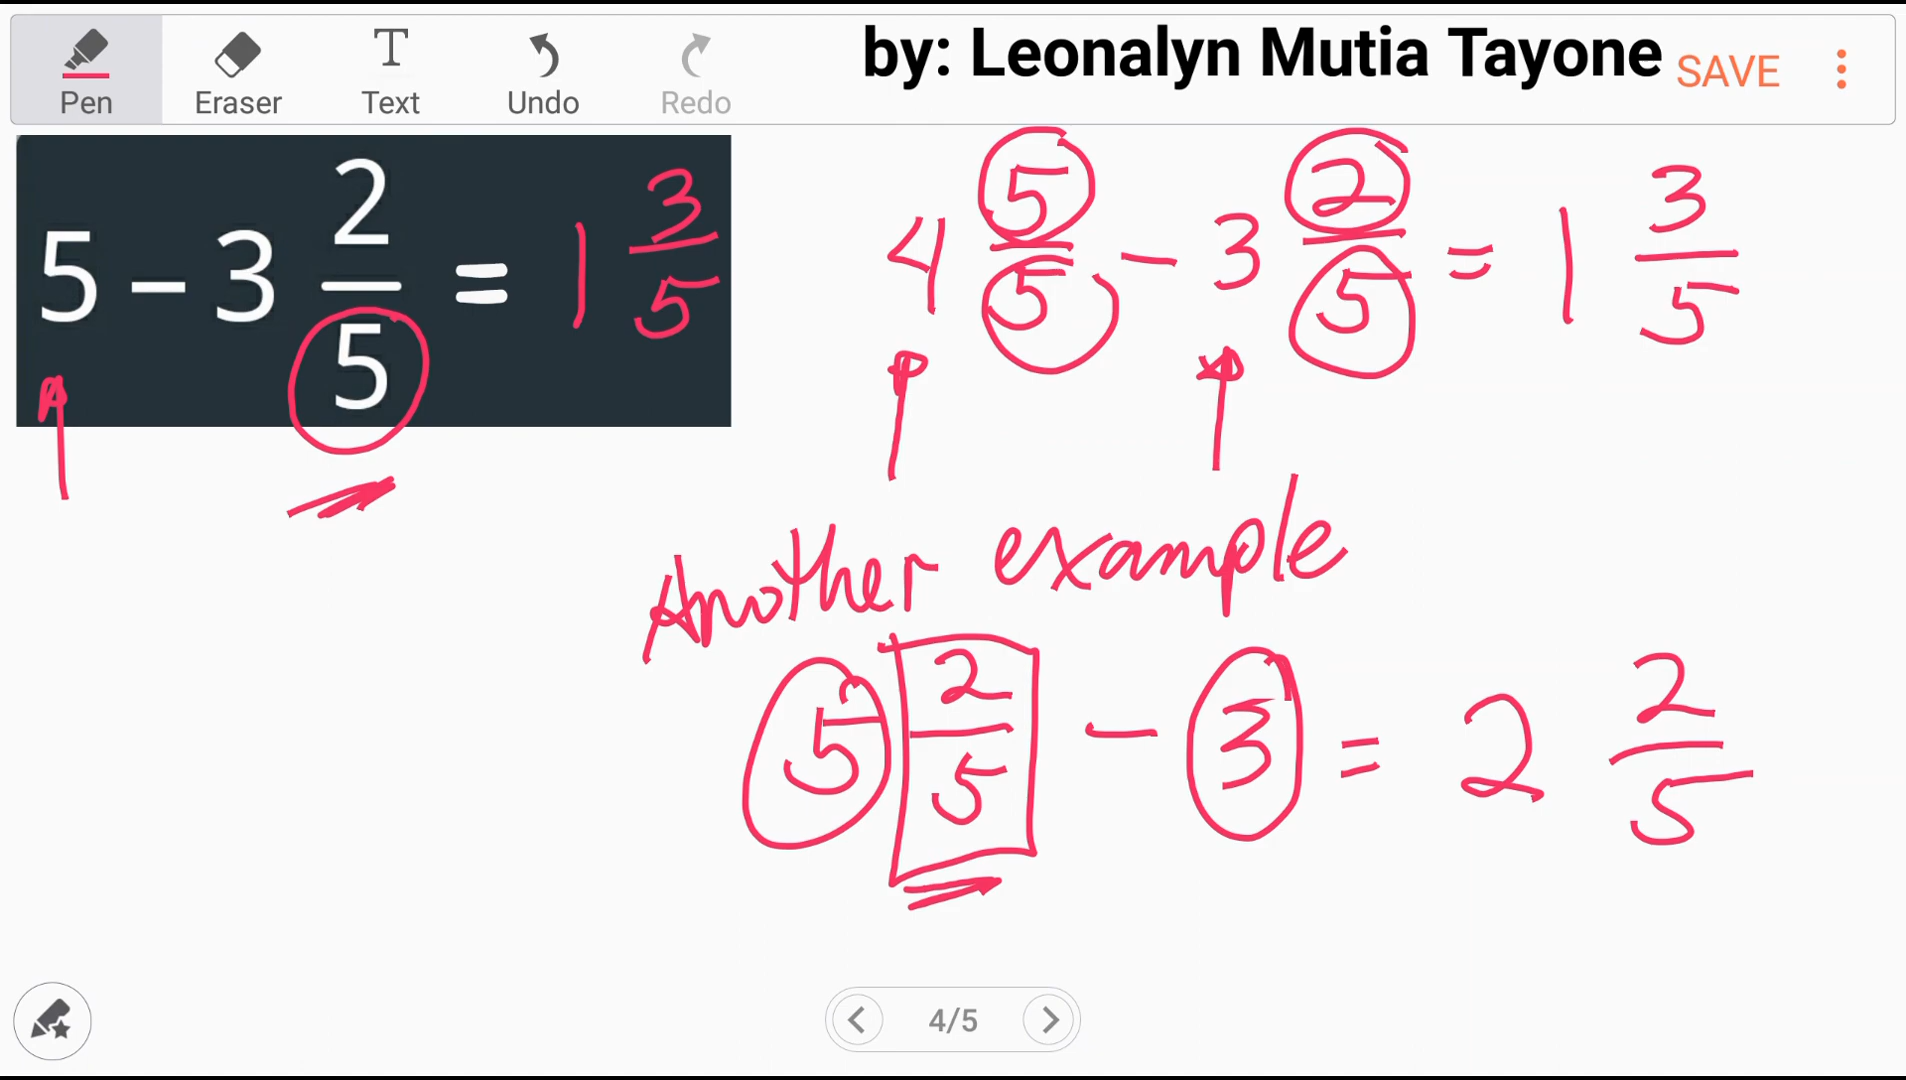 Pen Eraser Text Undo Redo
by: Leonalyn Mutia Tayone SAVE
5 - 3 2/5 = 1 3/5
4 5/5 - 3 2/5 = 1 3/5
Another example
5 2/5 - 3 = 2 2/5
4/5